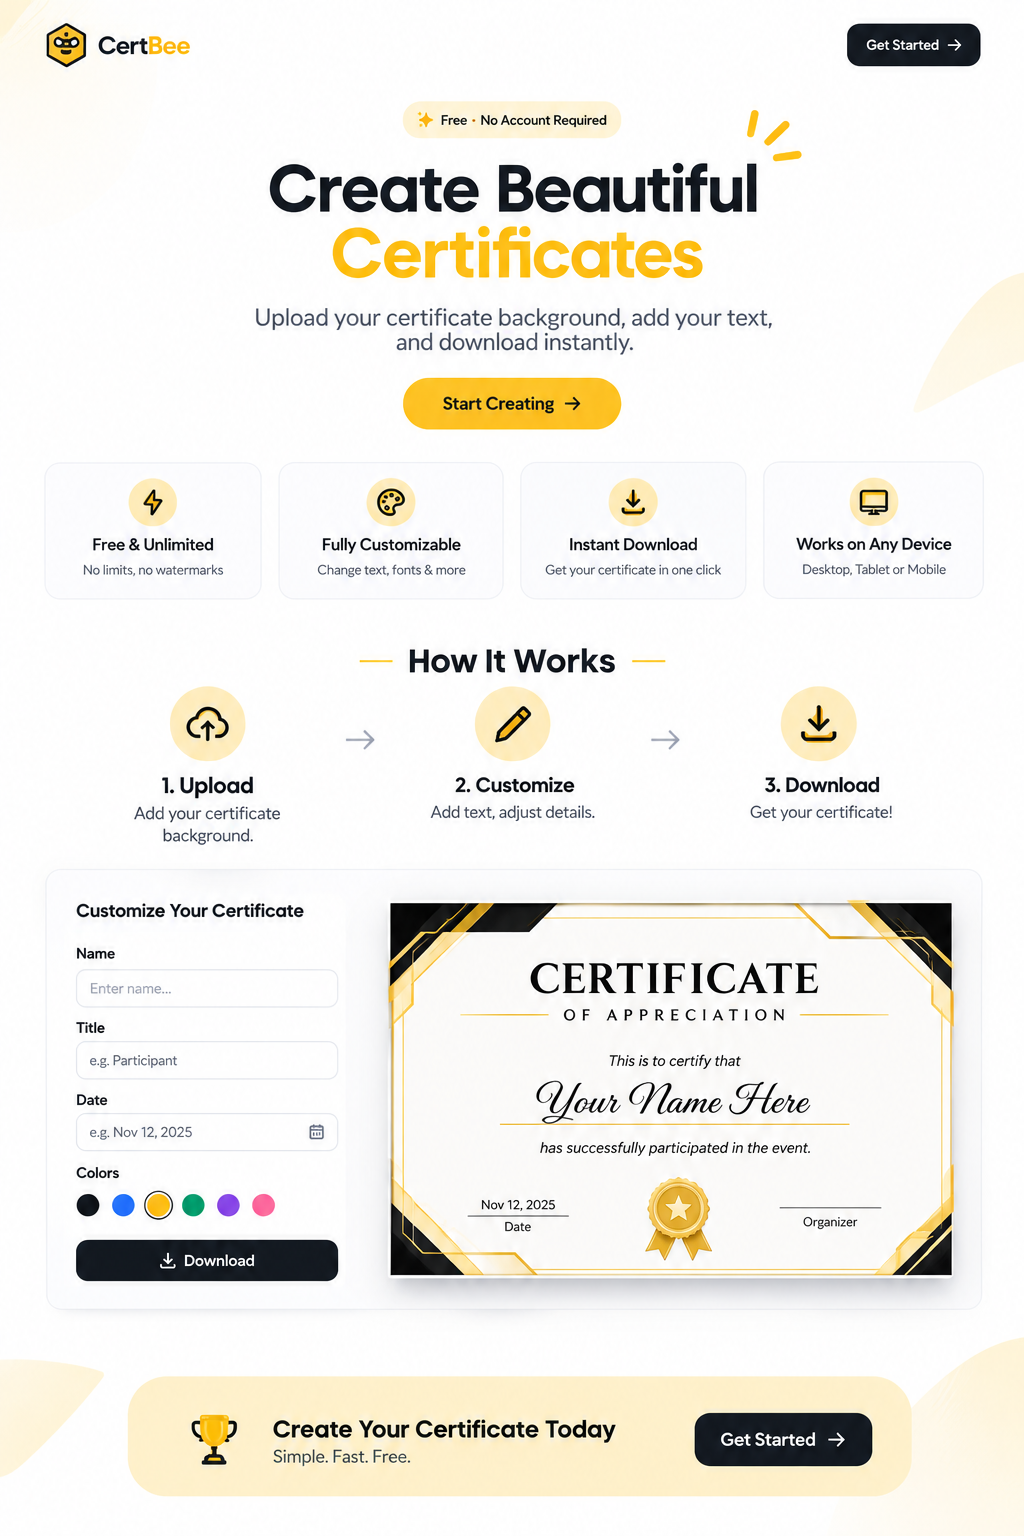 CertBee
Get Started
Free · No Account Required
Create Beautiful
Certificates
Upload your certificate background, add your text,
and download instantly.
Start Creating
Free & Unlimited
No limits, no watermarks
Fully Customizable
Change text, fonts & more
Instant Download
Get your certificate in one click
Works on Any Device
Desktop, Tablet or Mobile
How It Works
1. Upload
Add your certificate
background.
2. Customize
Add text, adjust details.
3. Download
Get your certificate!
Customize Your Certificate
Name
Enter name...
Title
e.g. Participant
Date
e.g. Nov 12, 2025
Colors
Download
CERTIFICATE
OF APPRECIATION
This is to certify that
Your Name Here
has successfully participated in the event.
Nov 12, 2025
Date
Organizer
Create Your Certificate Today
Simple. Fast. Free.
Get Started